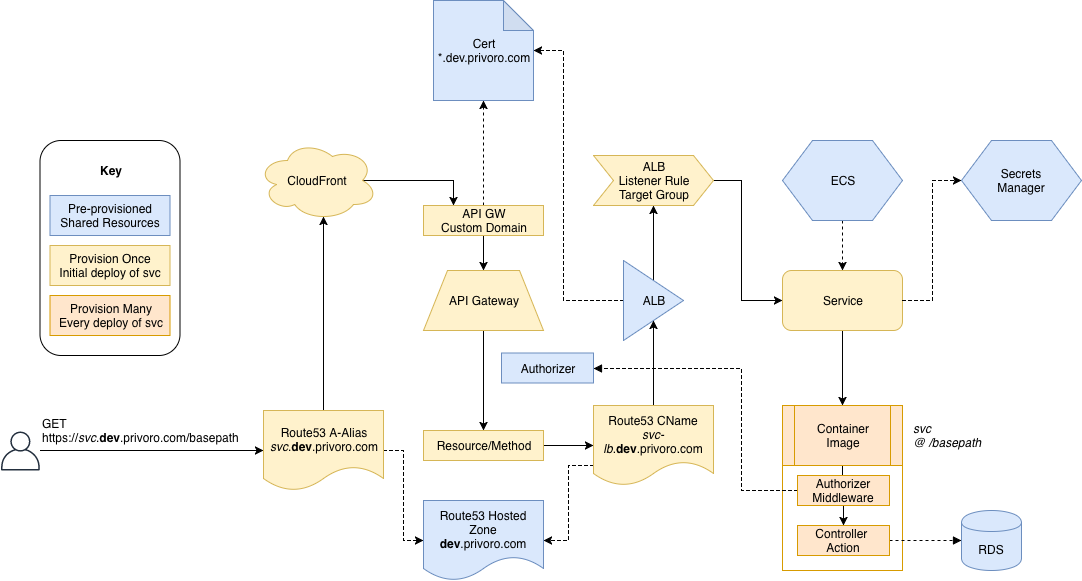 Cert
*.dev.privoro.com
Key
Pre-provisioned
Shared Resources
Provision Once
Initial deploy of svc
Provision Many
Every deploy of svc
CloudFront
API GW
Custom Domain
API Gateway
ALB
Listener Rule
Target Group
ECS
Secrets
Manager
ALB
Service
Authorizer
GET
https://svc.dev.privoro.com/basepath
Route53 A-Alias
svc.dev.privoro.com
Resource/Method
Route53 CName
svc-
lb.dev.privoro.com
Container
Image
svc
@ /basepath
Authorizer
Middleware
Controller
Action
RDS
Route53 Hosted
Zone
dev.privoro.com